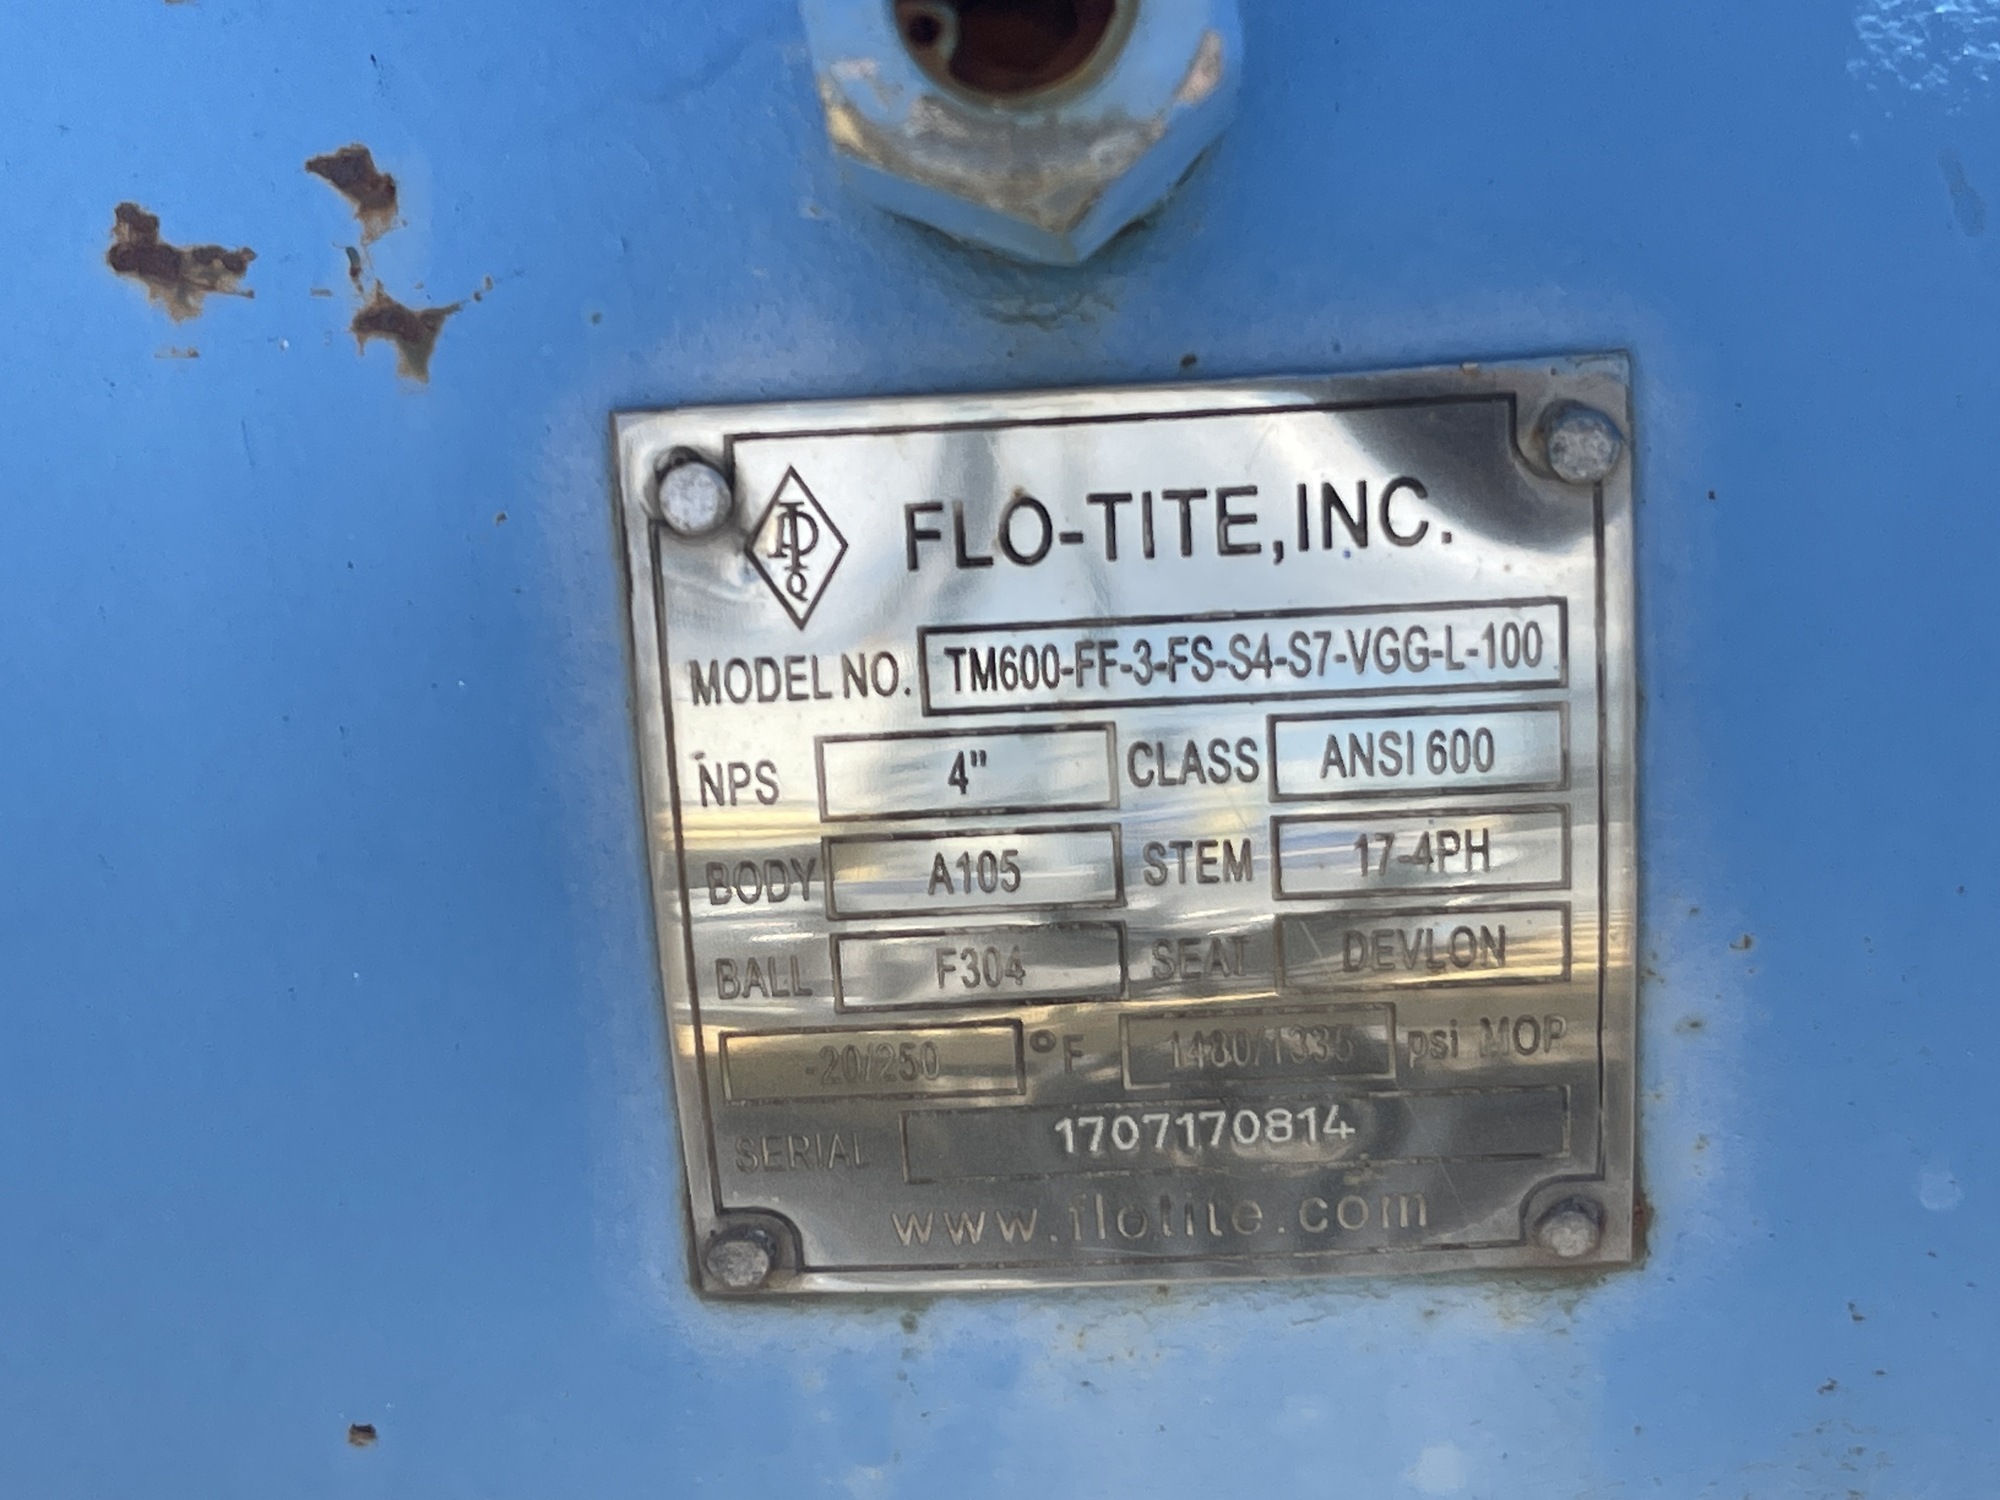 FLO-TITE, INC.
MODEL NO. TM600-FF-3-FS-S4-S7-VGG-L-100
NPS 4" CLASS ANSI 600
BODY A105 STEM 17-4PH
BALL F304 SEAT DEVLON
-20/250 °F 1480/1335 psi MOP
SERIAL 1707170814
www.flotite.com